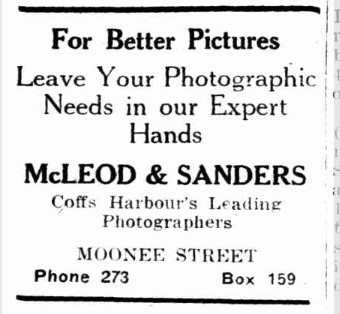 For Better Pictures
Leave Your Photographic
Needs in our Expert
Hands
McLEOD & SANDERS
Coffs Harbour's Leading
Photographers
MOONEE STREET
Phone 273 Box 159